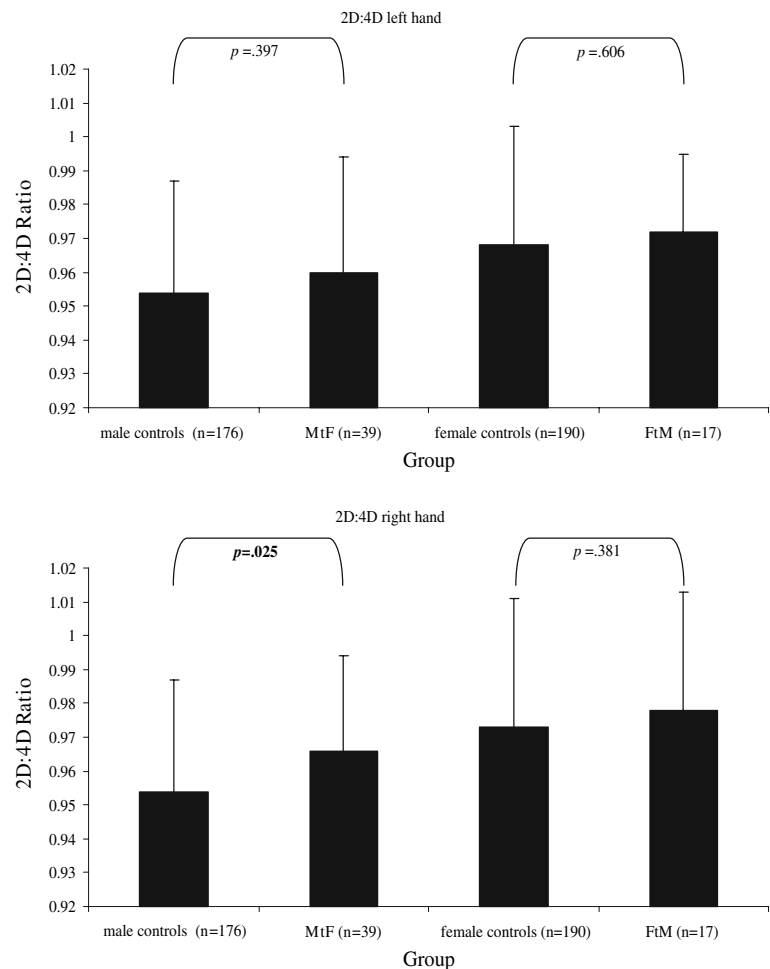 2D:4D left hand
p =.397
p =.606
1.02
1.01
1
0.99
0.98
0.97
0.96
0.95
0.94
0.93
0.92
2D:4D Ratio
male controls (n=176) MtF (n=39) female controls (n=190) FtM (n=17)
Group
2D:4D right hand
p=.025
p =.381
1.02
1.01
1
0.99
0.98
0.97
0.96
0.95
0.94
0.93
0.92
2D:4D Ratio
male controls (n=176) MtF (n=39) female controls (n=190) FtM (n=17)
Group